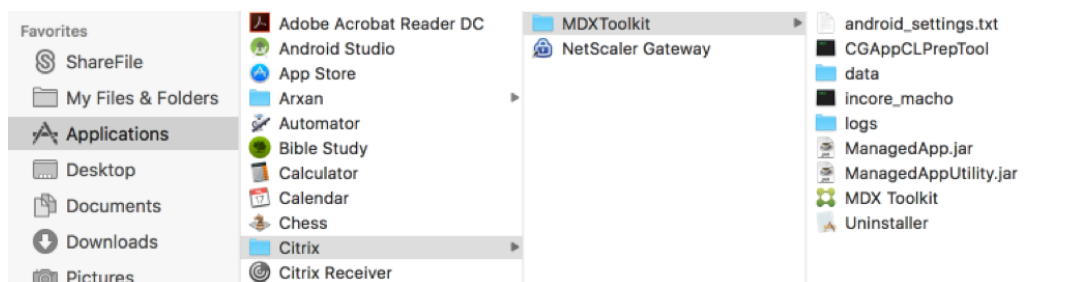 Favorites
ShareFile
My Files & Folders
Applications
Desktop
Documents
Downloads
Pictures
Adobe Acrobat Reader DC
Android Studio
App Store
Arxan
Automator
Bible Study
Calculator
Calendar
Chess
Citrix
Citrix Receiver
MDXToolkit
NetScaler Gateway
android_settings.txt
CGAppCLPrepTool
data
incore_macho
logs
ManagedApp.jar
ManagedAppUtility.jar
MDX Toolkit
Uninstaller